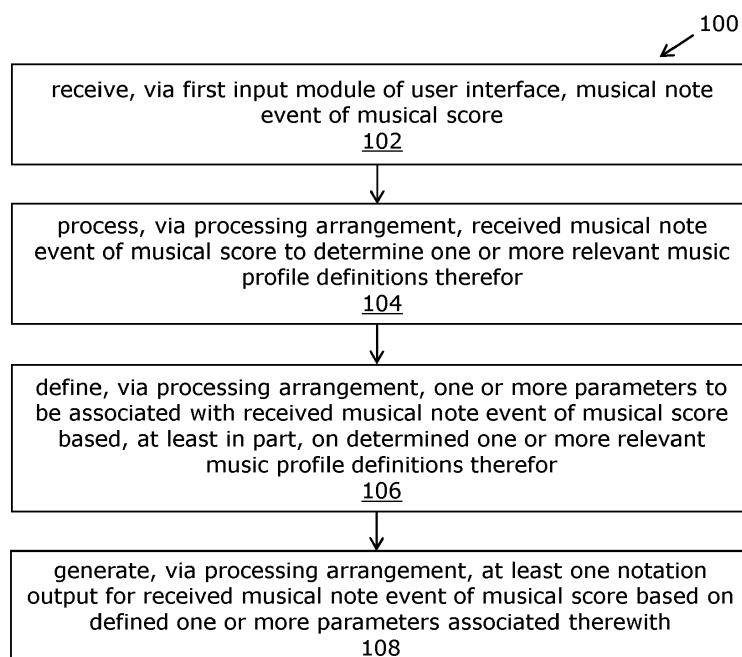 100
receive, via first input module of user interface, musical note
event of musical score
102
process, via processing arrangement, received musical note
event of musical score to determine one or more relevant music
profile definitions therefor
104
define, via processing arrangement, one or more parameters to
be associated with received musical note event of musical score
based, at least in part, on determined one or more relevant
music profile definitions therefor
106
generate, via processing arrangement, at least one notation
output for received musical note event of musical score based on
defined one or more parameters associated therewith
108